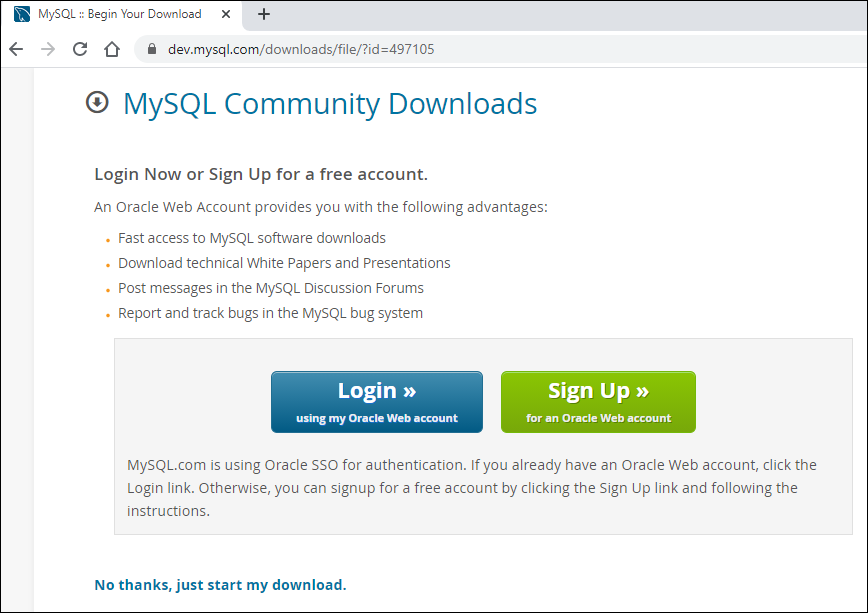 MySQL :: Begin Your Download
dev.mysql.com/downloads/file/?id=497105
MySQL Community Downloads
Login Now or Sign Up for a free account.
An Oracle Web Account provides you with the following advantages:
Fast access to MySQL software downloads
Download technical White Papers and Presentations
Post messages in the MySQL Discussion Forums
Report and track bugs in the MySQL bug system
Login »
using my Oracle Web account
Sign Up »
for an Oracle Web account
MySQL.com is using Oracle SSO for authentication. If you already have an Oracle Web account, click the
Login link. Otherwise, you can signup for a free account by clicking the Sign Up link and following the
instructions.
No thanks, just start my download.